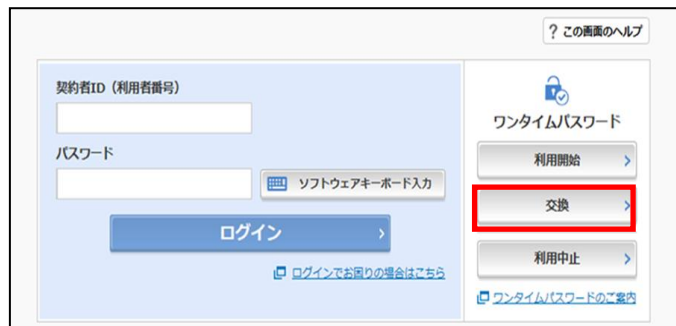 ? この画面のヘルプ
契約者ID（利用者番号）
パスワード
ソフトウェアキーボード入力
ログイン
ログインでお困りの場合はこちら
ワンタイムパスワード
利用開始
交換
利用中止
ワンタイムパスワードのご案内